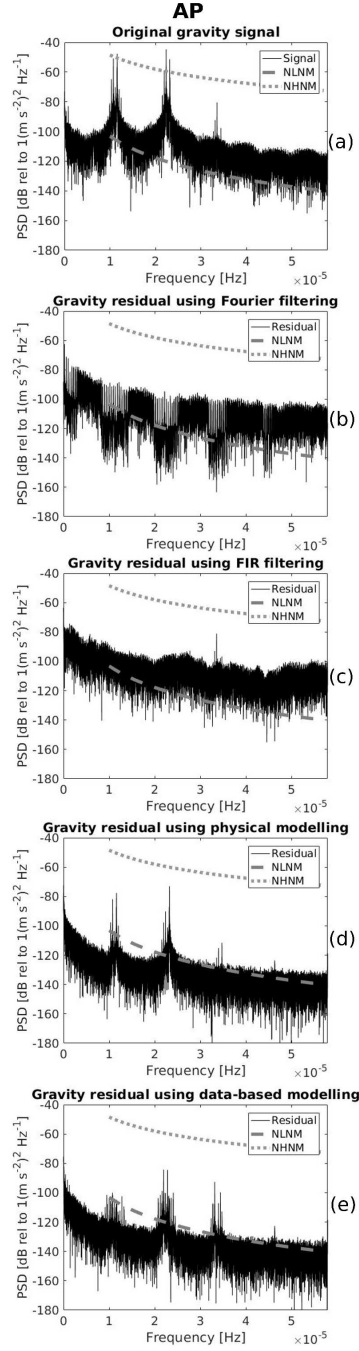 AP
Original gravity signal
-40
-60
-80
-100
-120
-140
-160
-180
PSD [dB rel to 1(m s⁻²)² Hz⁻¹]
Signal
NLNM
NHNM
(a)
0 1 2 3 4 5
×10⁻⁵
Frequency [Hz]
Gravity residual using Fourier filtering
-40
-60
-80
-100
-120
-140
-160
-180
PSD [dB rel to 1(m s⁻²)² Hz⁻¹]
Residual
NLNM
NHNM
(b)
0 1 2 3 4 5
×10⁻⁵
Frequency [Hz]
Gravity residual using FIR filtering
-40
-60
-80
-100
-120
-140
-160
-180
PSD [dB rel to 1(m s⁻²)² Hz⁻¹]
Residual
NLNM
NHNM
(c)
0 1 2 3 4 5
×10⁻⁵
Frequency [Hz]
Gravity residual using physical modelling
-40
-60
-80
-100
-120
-140
-160
-180
PSD [dB rel to 1(m s⁻²)² Hz⁻¹]
Residual
NLNM
NHNM
(d)
0 1 2 3 4 5
×10⁻⁵
Frequency [Hz]
Gravity residual using data-based modelling
-40
-60
-80
-100
-120
-140
-160
-180
PSD [dB rel to 1(m s⁻²)² Hz⁻¹]
Residual
NLNM
NHNM
(e)
0 1 2 3 4 5
×10⁻⁵
Frequency [Hz]